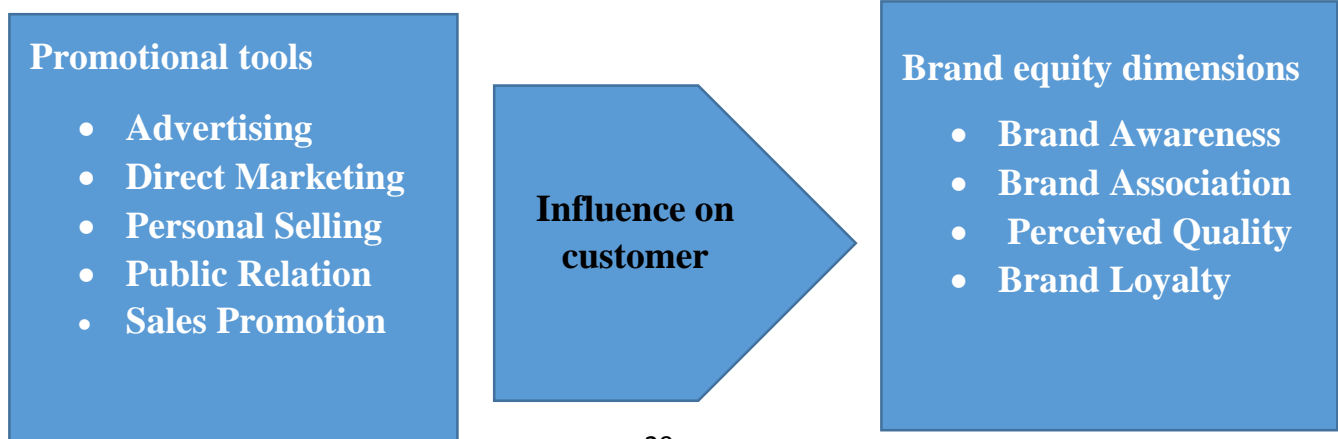 Promotional tools
• Advertising
• Direct Marketing
• Personal Selling
• Public Relation
• Sales Promotion
Influence on
customer
Brand equity dimensions
• Brand Awareness
• Brand Association
• Perceived Quality
• Brand Loyalty